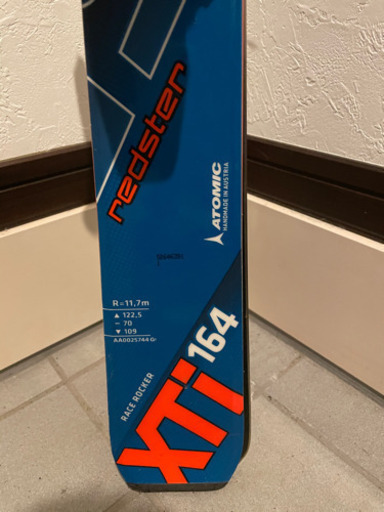 redster
ATOMIC
HANDMADE IN AUSTRIA
R=11,7m
▲ 122,5
– 70
▼ 109
AA0025744
RACE ROCKER
XTi 164